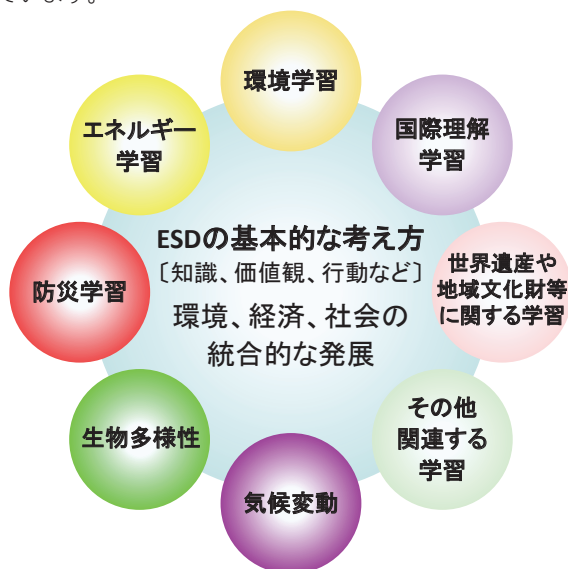 ています。
環境学習
エネルギー
学習
国際理解
学習
ESDの基本的な考え方
〔知識、価値観、行動など〕
環境、経済、社会の
統合的な発展
防災学習
世界遺産や
地域文化財等
に関する学習
生物多様性
その他
関連する
学習
気候変動